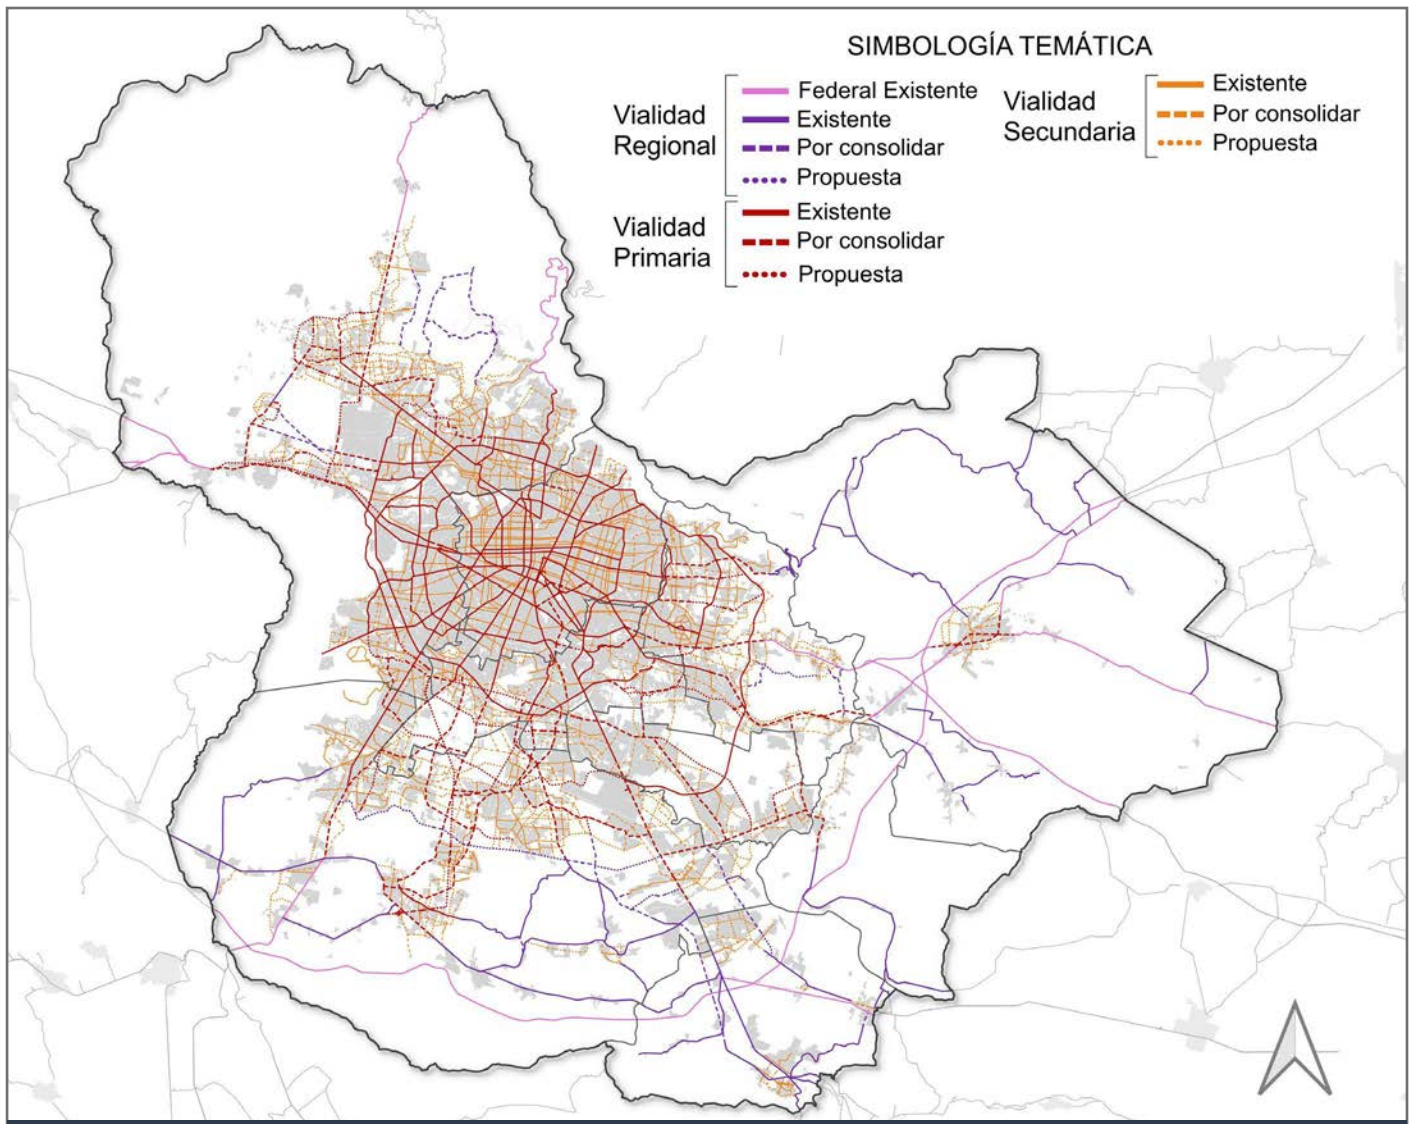 SIMBOLOGÍA TEMÁTICA
Vialidad
Regional
Federal Existente
Existente
Por consolidar
Propuesta
Vialidad
Primaria
Existente
Por consolidar
Propuesta
Vialidad
Secundaria
Existente
Por consolidar
Propuesta